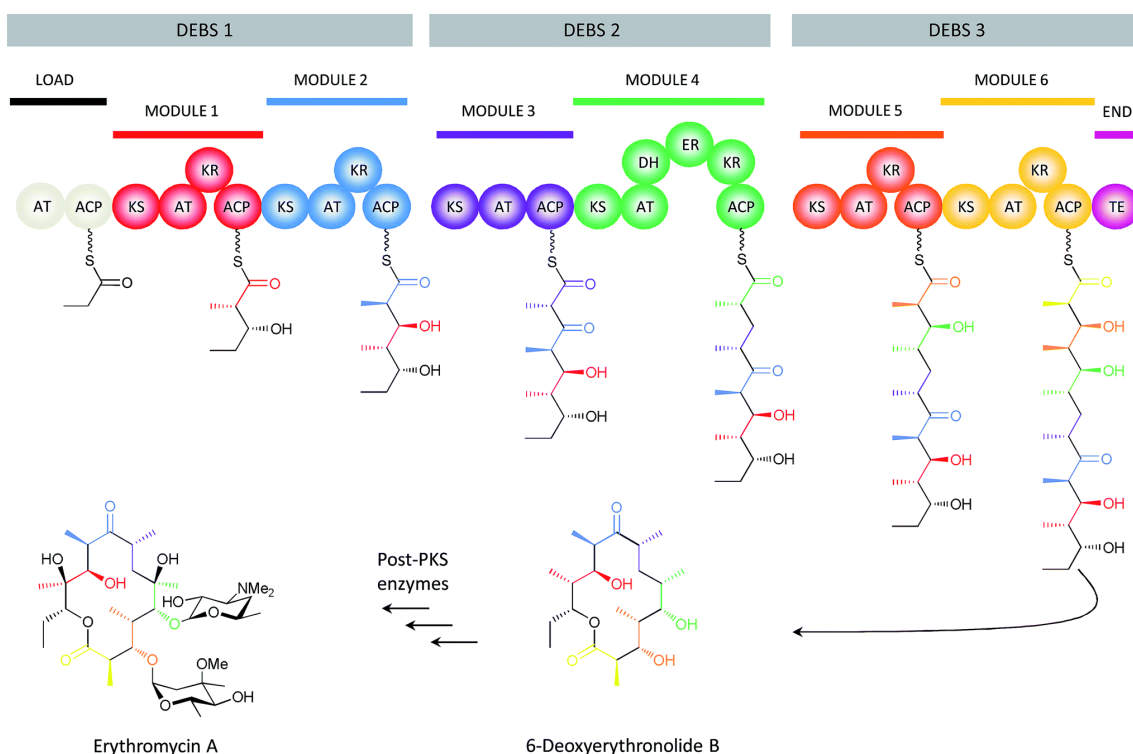 DEBS 1 DEBS 2 DEBS 3
LOAD MODULE 2 MODULE 4 MODULE 6
MODULE 1 MODULE 3 MODULE 5 END
ER
KR KR DH KR KR KR
AT ACP KS AT ACP KS AT ACP KS AT ACP KS AT ACP KS AT ACP KS AT ACP TE
S S S S S S S
O O O O O O O
OH OH O OH O
OH O OH OH
OH OH O OH
OH OH O O
OH OH OH
OH OH
OH
O O
HO OH Post-PKS
OH NMe2 enzymes OH
HO
O O O O OH
O O O OH
OMe
O
O OH
Erythromycin A 6-Deoxyerythronolide B